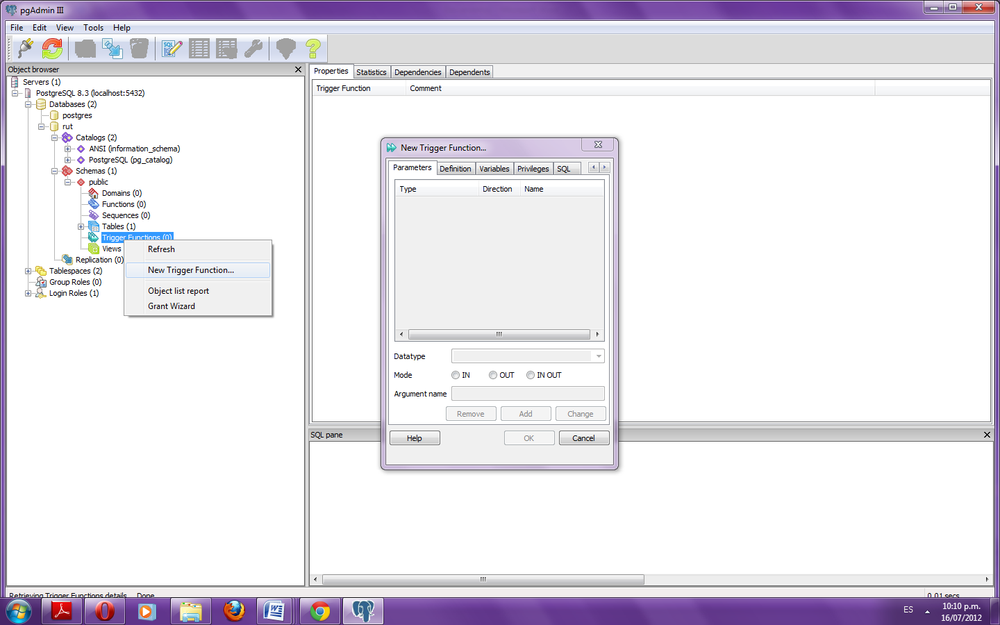 pgAdmin III
File Edit View Tools Help
SQL
?
Object browser
Servers (1)
PostgreSQL 8.3 (localhost:5432)
Databases (2)
postgres
rut
Catalogs (2)
ANSI (information_schema)
PostgreSQL (pg_catalog)
Schemas (1)
public
Domains (0)
Functions (0)
Sequences (0)
Tables (1)
Trigger Functions (0)
Views
Replication (0)
Tablespaces (2)
Group Roles (0)
Login Roles (1)
Refresh
New Trigger Function...
Object list report
Grant Wizard
Properties Statistics Dependencies Dependents
Trigger Function Comment
New Trigger Function...
Parameters Definition Variables Privileges SQL
Type Direction Name
Datatype
Mode IN OUT IN OUT
Argument name
Remove Add Change
Help OK Cancel
SQL pane
Retrieving Trigger Functions details... Done.
0.01 secs
ES
10:10 p.m.
16/07/2012